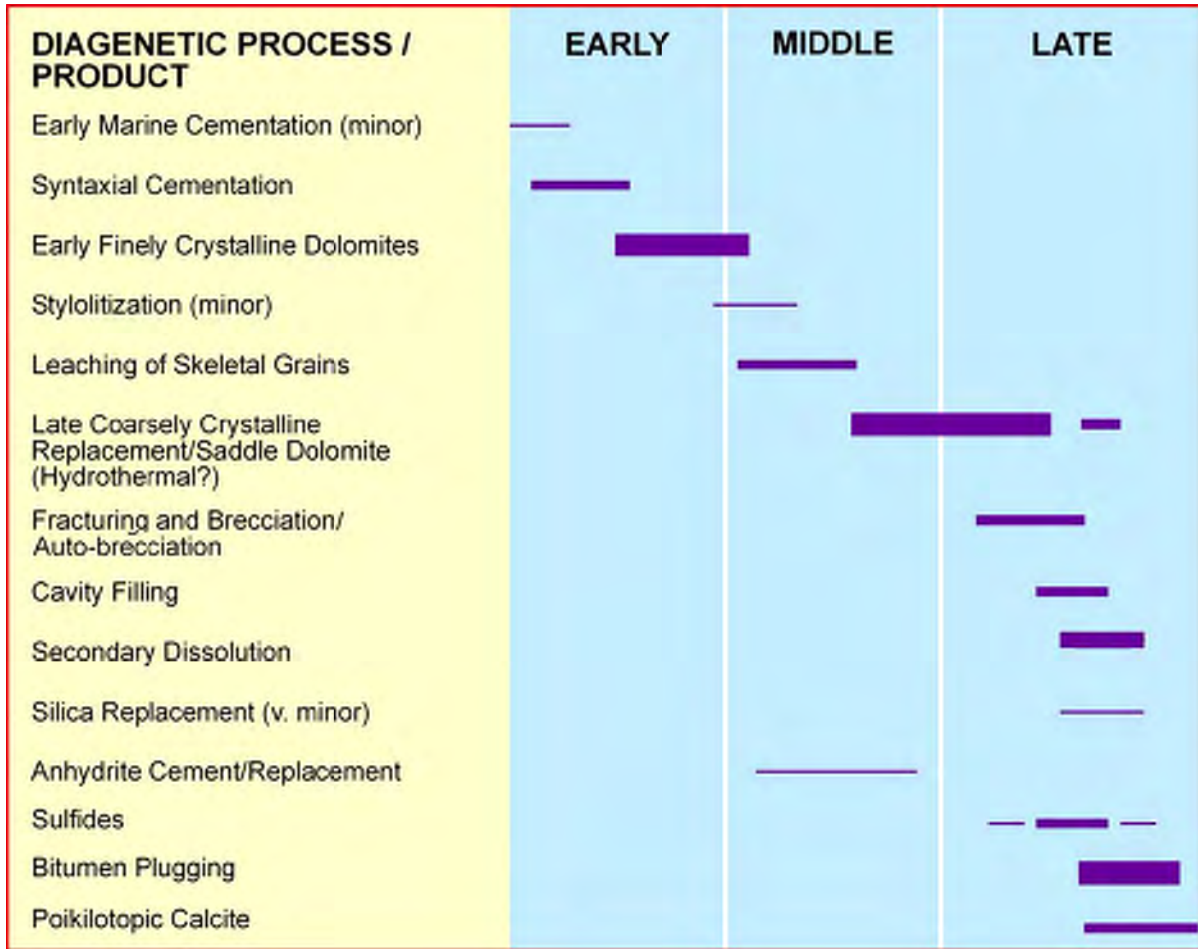 DIAGENETIC PROCESS /
PRODUCT
EARLY
MIDDLE
LATE
Early Marine Cementation (minor)
Syntaxial Cementation
Early Finely Crystalline Dolomites
Stylolitization (minor)
Leaching of Skeletal Grains
Late Coarsely Crystalline
Replacement/Saddle Dolomite
(Hydrothermal?)
Fracturing and Brecciation/
Auto-brecciation
Cavity Filling
Secondary Dissolution
Silica Replacement (v. minor)
Anhydrite Cement/Replacement
Sulfides
Bitumen Plugging
Poikilotopic Calcite